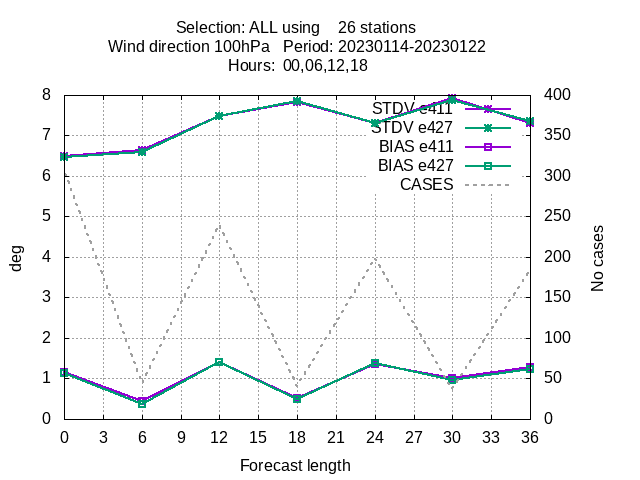 Selection: ALL using    26 stations
Wind direction 100hPa   Period: 20230114-20230122
Hours:  00,06,12,18
STDV e411
STDV e427
BIAS e411
BIAS e427
CASES
8
7
6
5
4
3
2
1
0
400
350
300
250
200
150
100
50
0
deg
No cases
0 3 6 9 12 15 18 21 24 27 30 33 36
Forecast length